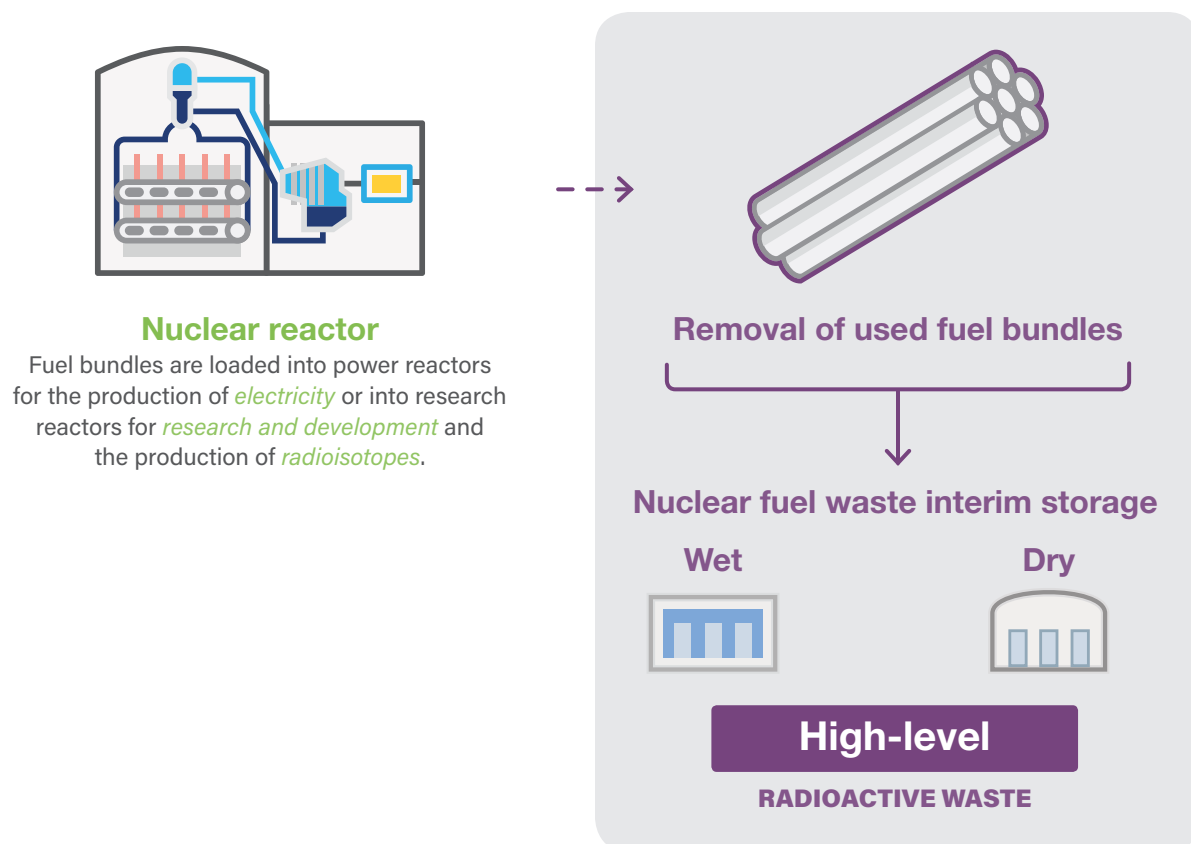 Nuclear reactor
Fuel bundles are loaded into power reactors
for the production of electricity or into research
reactors for research and development and
the production of radioisotopes.
Removal of used fuel bundles
Nuclear fuel waste interim storage
Wet
Dry
High-level
RADIOACTIVE WASTE